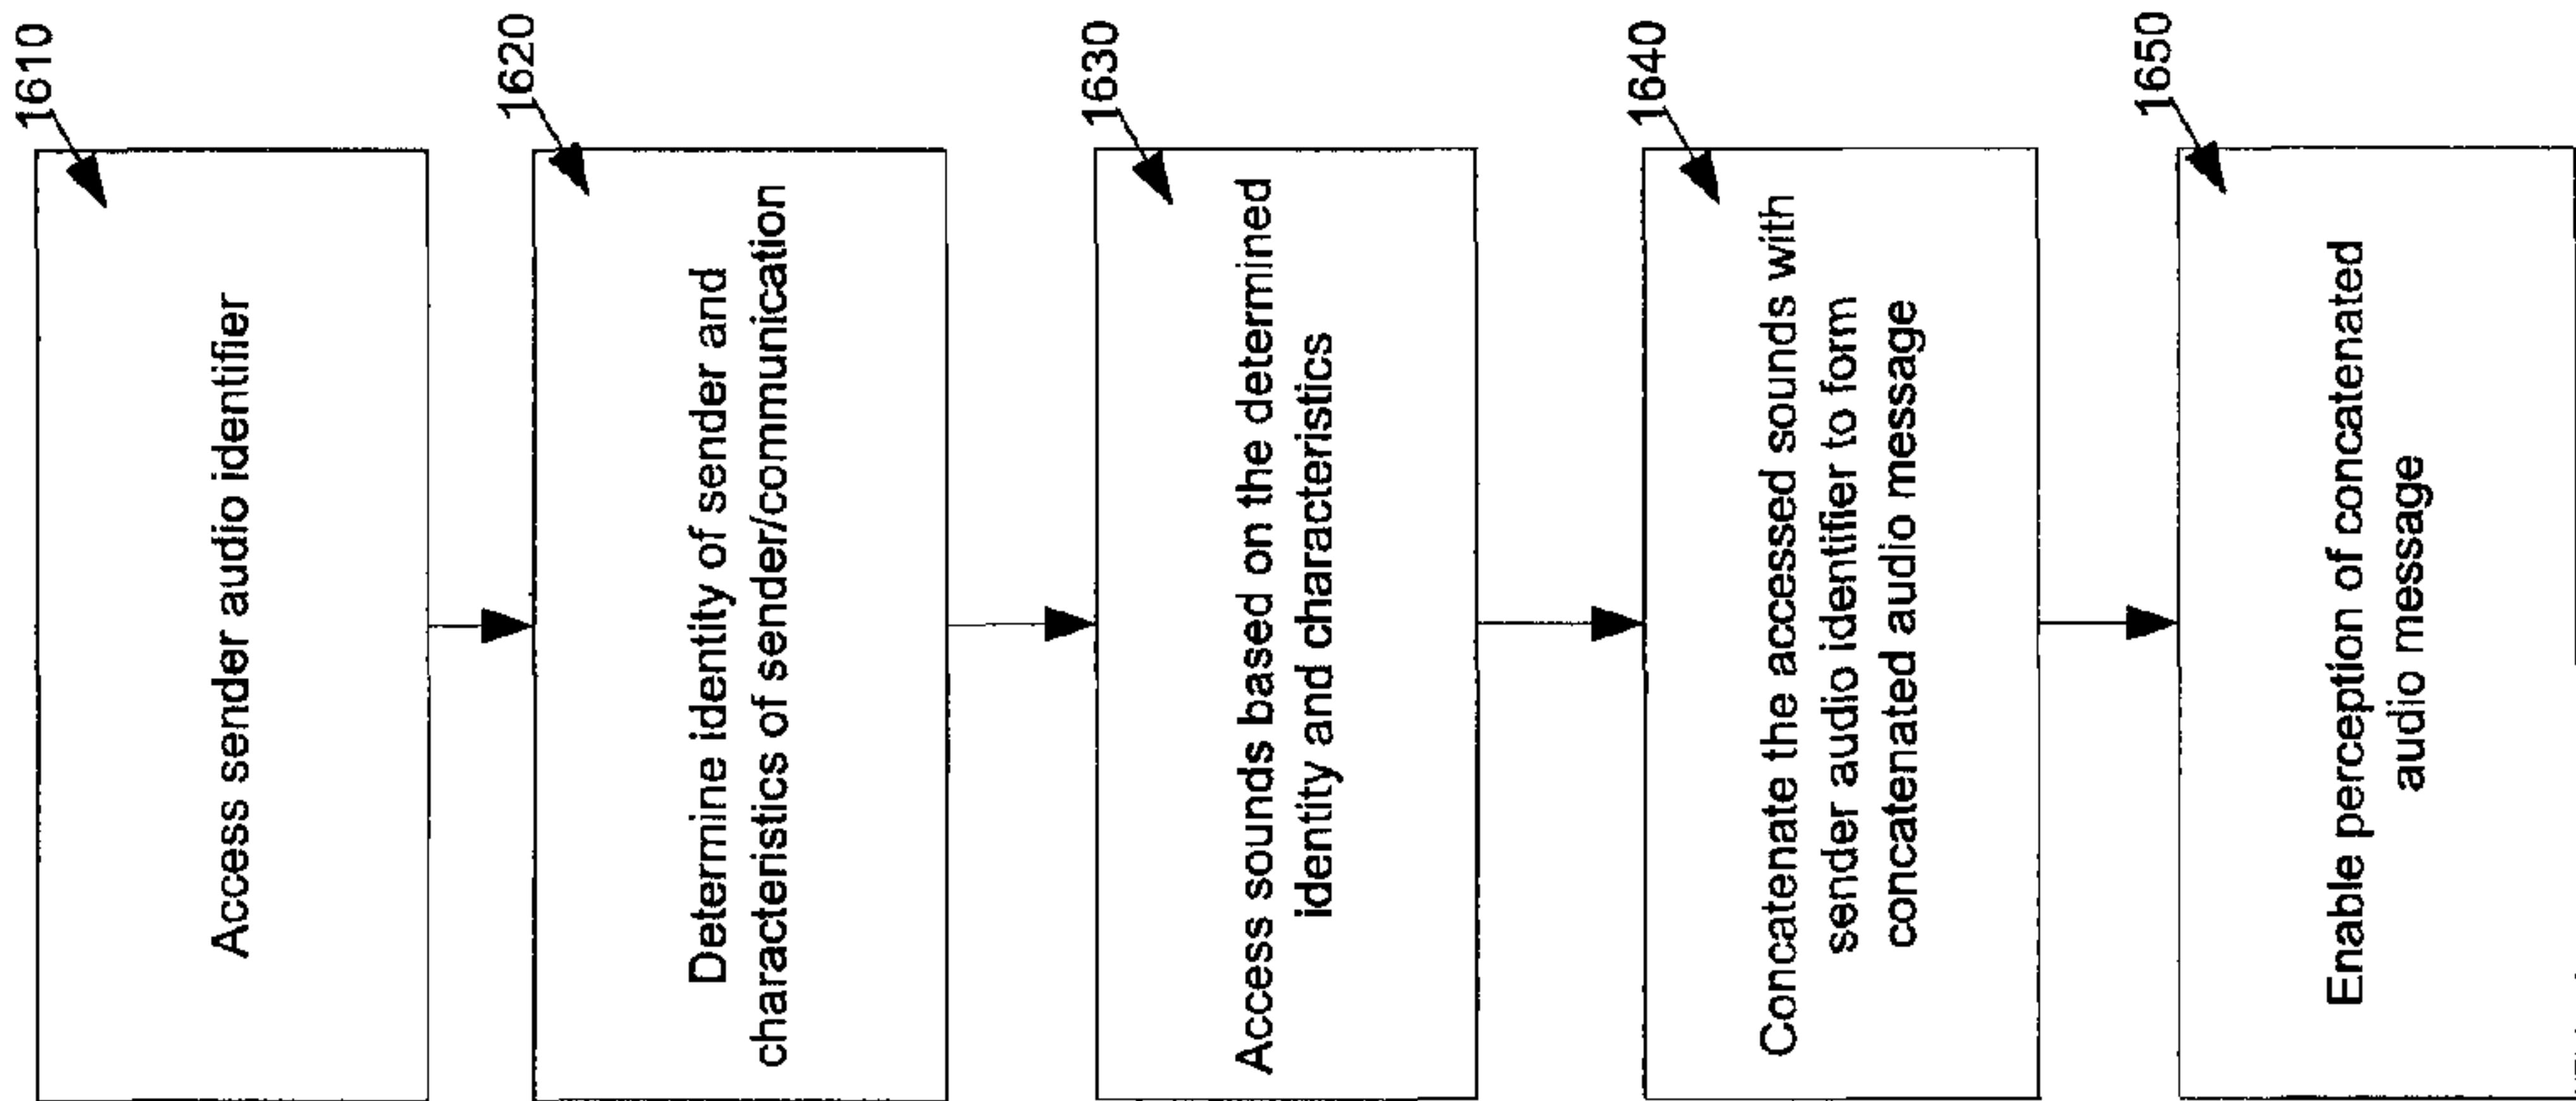 1610
Access sender audio identifier
1620
Determine identity of sender and
characteristics of sender/communication
1630
Access sounds based on the determined
identity and characteristics
1640
Concatenate the accessed sounds with
sender audio identifier to form
concatenated audio message
1650
Enable perception of concatenated
audio message